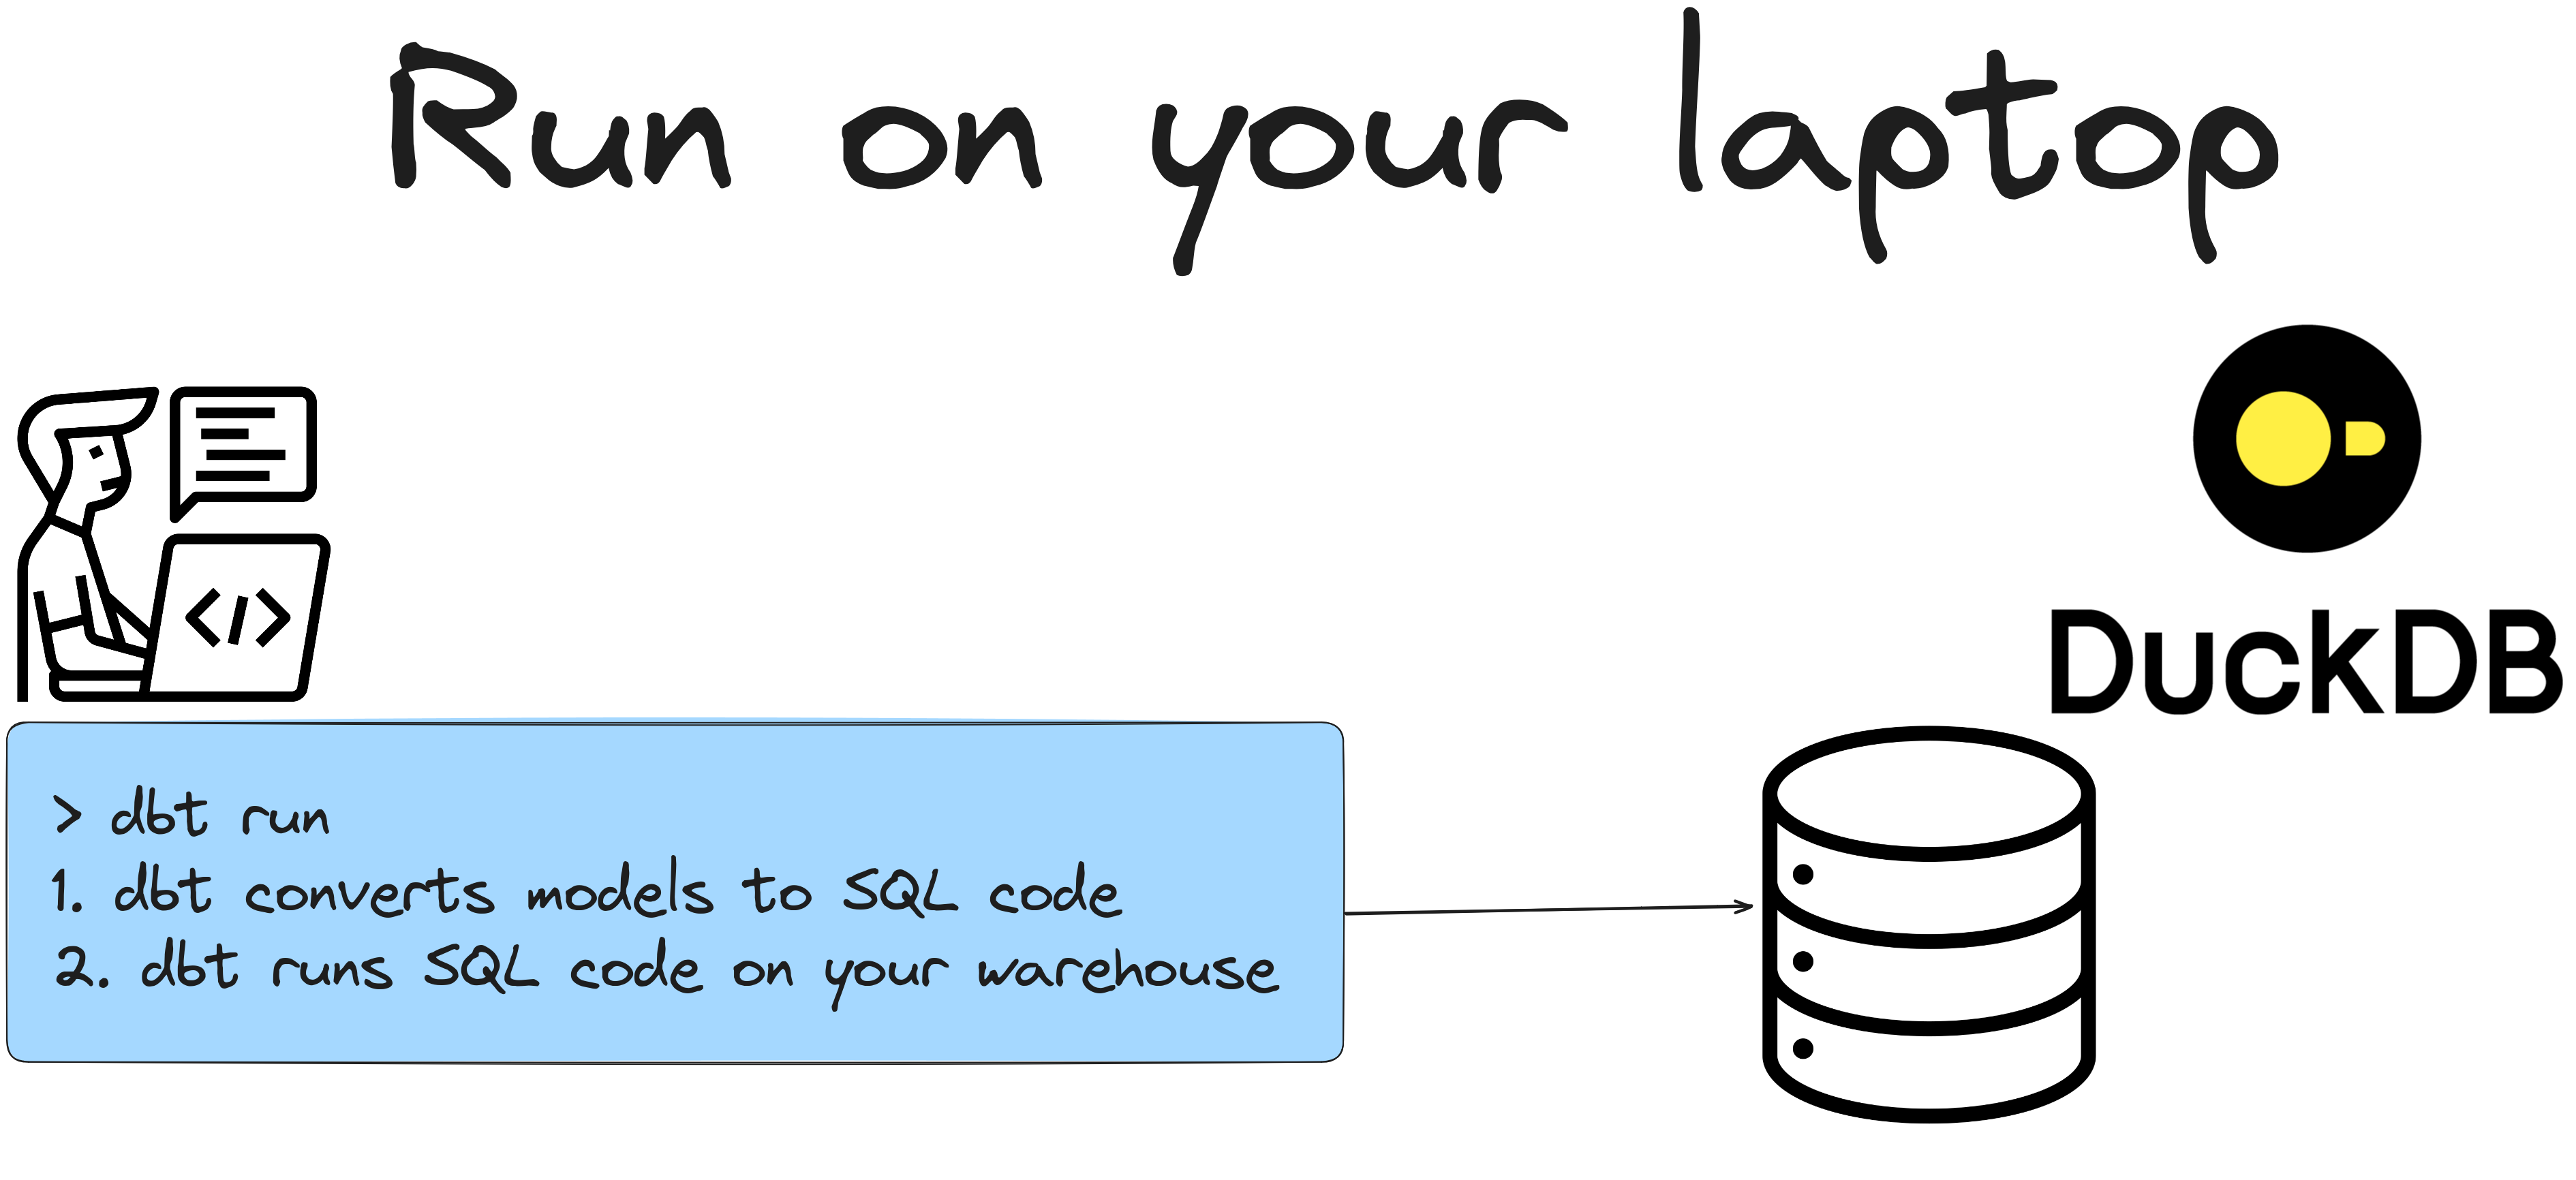 Run on your laptop
</>
DuckDB
> dbt run
1. dbt converts models to SQL code
2. dbt runs SQL code on your warehouse